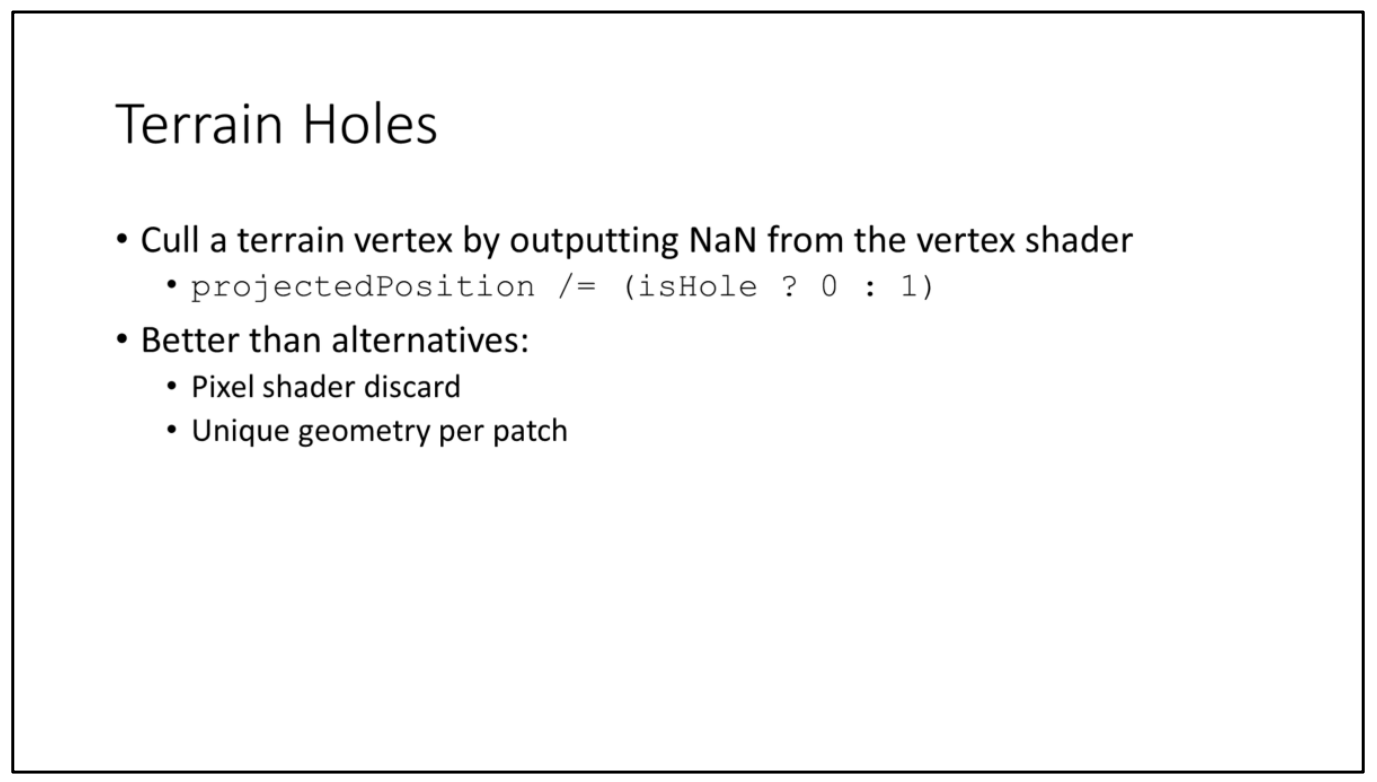 Terrain Holes
• Cull a terrain vertex by outputting NaN from the vertex shader
• projectedPosition /= (isHole ? 0 : 1)
• Better than alternatives:
• Pixel shader discard
• Unique geometry per patch